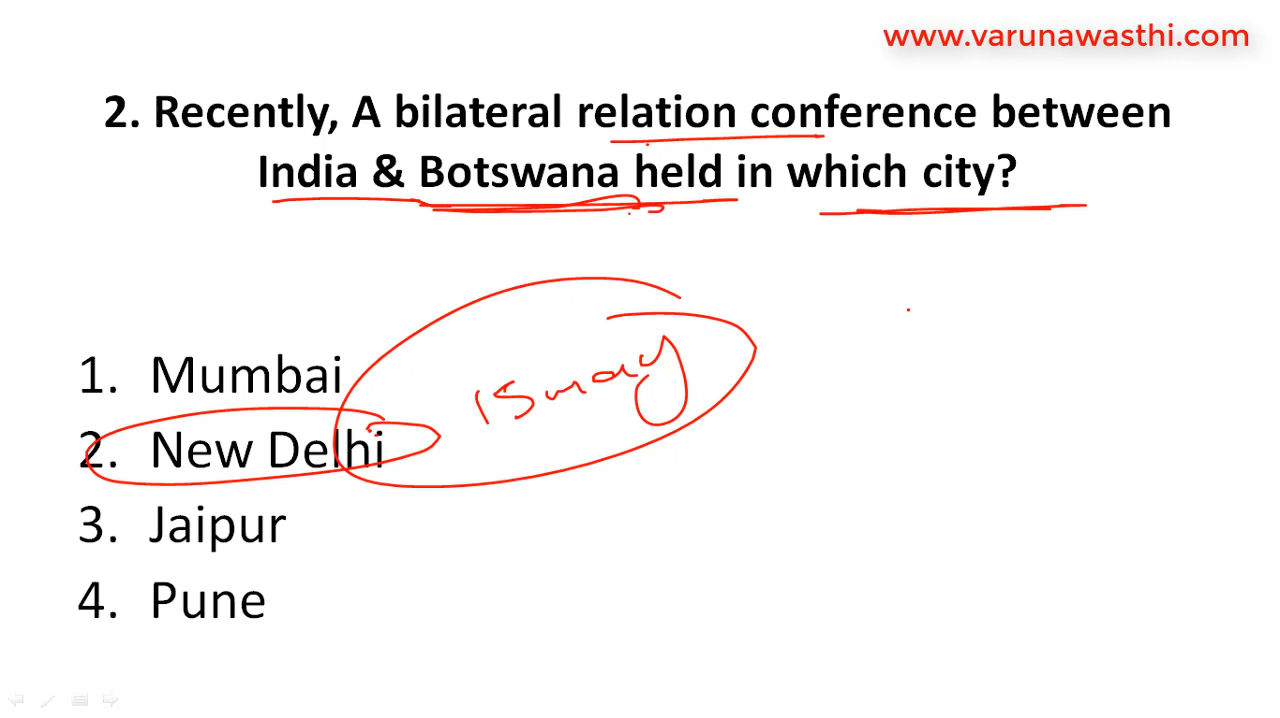 www.varunawasthi.com
2. Recently, A bilateral relation conference between
India & Botswana held in which city?
1. Mumbai
15 may
2. New Delhi
3. Jaipur
4. Pune